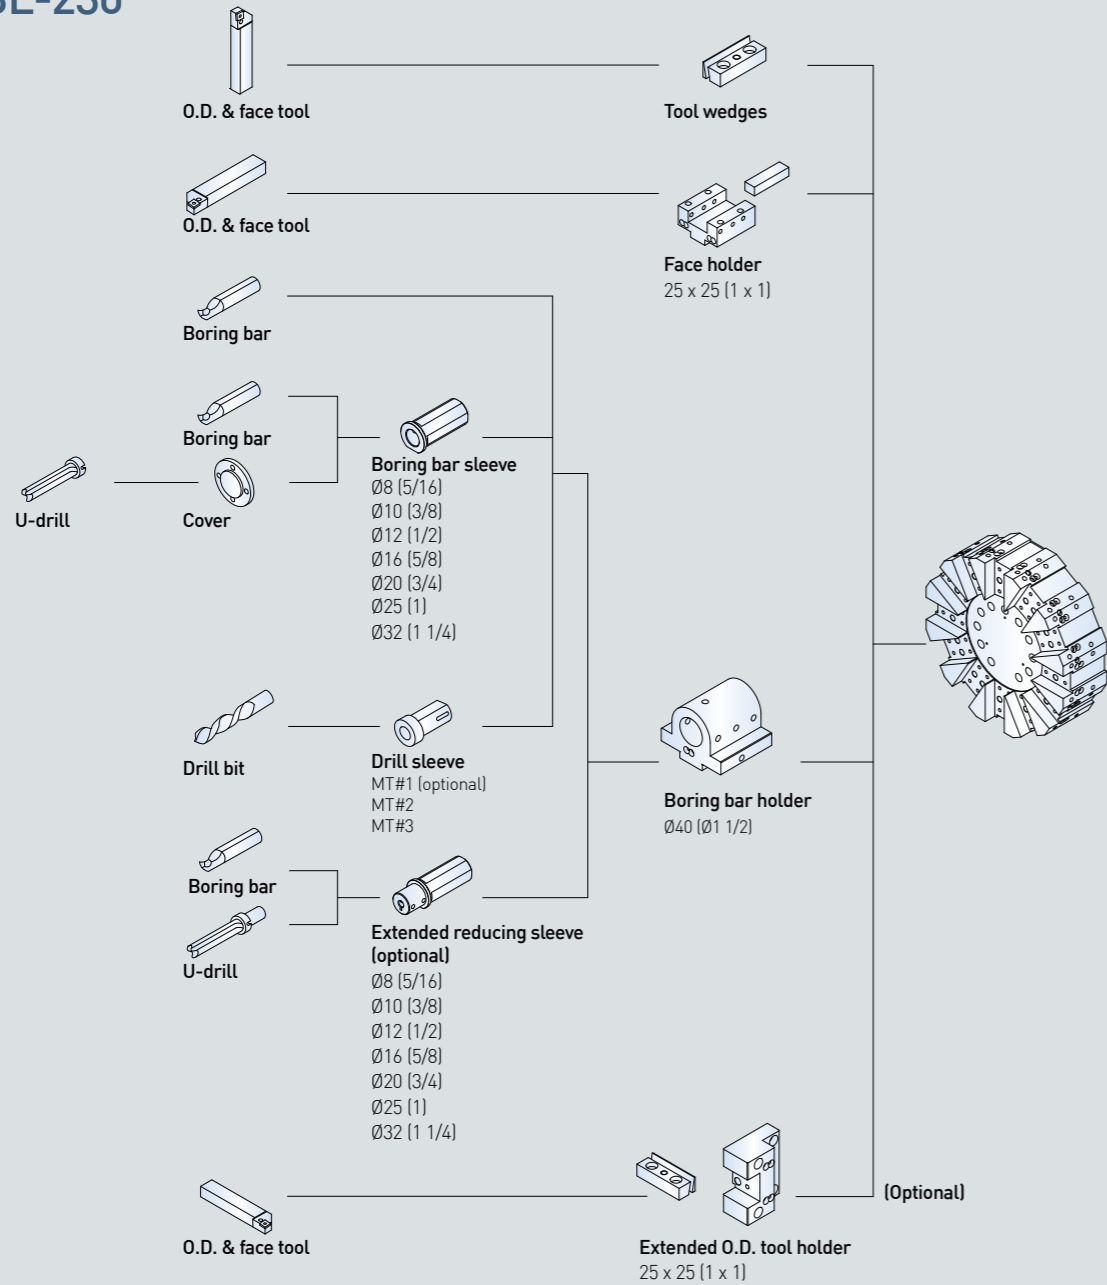 O.D. & face tool
Tool wedges
O.D. & face tool
Face holder
25 x 25 (1 x 1)
Boring bar
Boring bar
U-drill
Cover
Boring bar sleeve
Ø8 (5/16)
Ø10 (3/8)
Ø12 (1/2)
Ø16 (5/8)
Ø20 (3/4)
Ø25 (1)
Ø32 (1 1/4)
Drill bit
Drill sleeve
MT#1 (optional)
MT#2
MT#3
Boring bar holder
Ø40 (Ø1 1/2)
Boring bar
U-drill
Extended reducing sleeve
(optional)
Ø8 (5/16)
Ø10 (3/8)
Ø12 (1/2)
Ø16 (5/8)
Ø20 (3/4)
Ø25 (1)
Ø32 (1 1/4)
O.D. & face tool
Extended O.D. tool holder
25 x 25 (1 x 1)
(Optional)